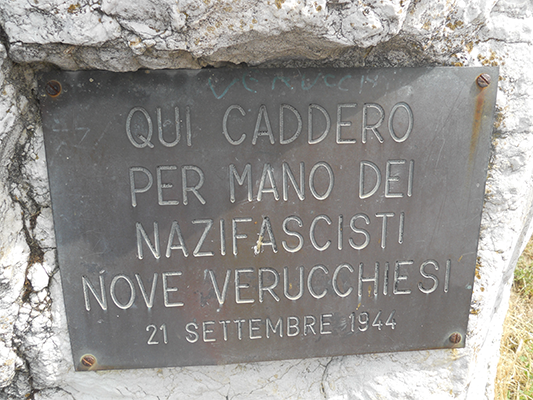 QUI CADDERO
PER MANO DEI
NAZIFASCISTI
NOVE VERUCCHIESI
21 SETTEMBRE 1944